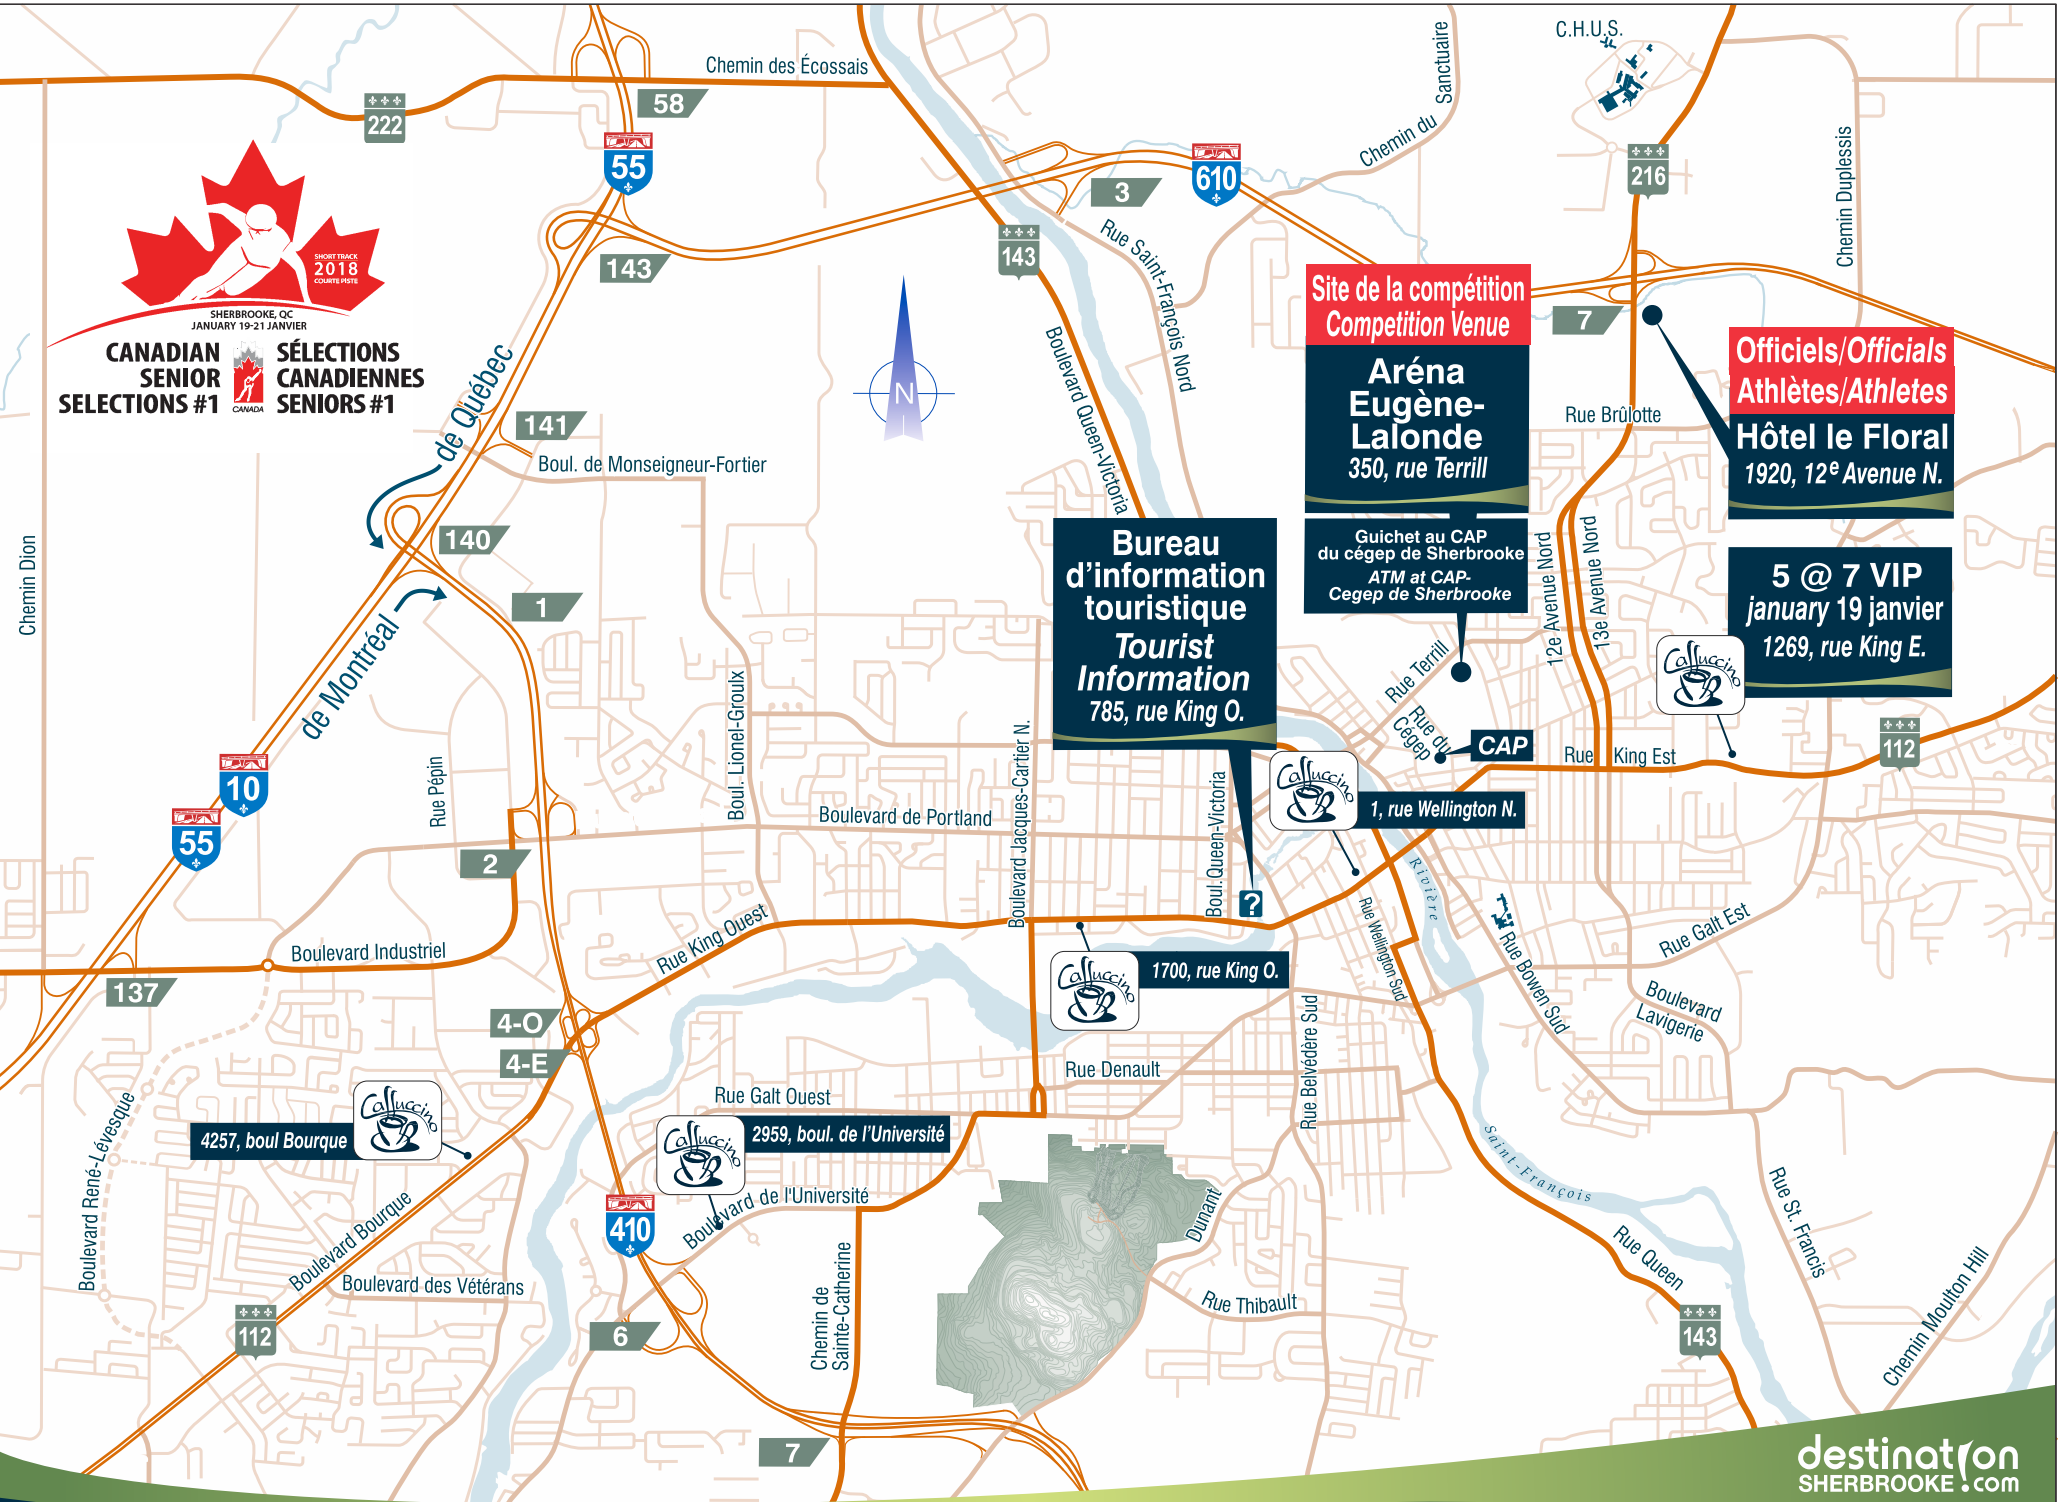 Chemin des Écossais
58
222
55
143
3
610
Chemin du
Sanctuaire
C.H.U.S.
216
Chemin Duplessis
143
Rue Saint-François Nord
SHORT TRACK
2018
COURTE PISTE
SHERBROOKE, QC
JANUARY 19-21 JANVIER
CANADIAN
SENIOR
SELECTIONS #1
CANADA
SÉLECTIONS
CANADIENNES
SENIORS #1
de Québec
141
Boul. de Monseigneur-Fortier
140
1
de Montréal
Chemin Dion
N
Boulevard Queen-Victoria
Site de la compétition
Competition Venue
Aréna
Eugène-
Lalonde
350, rue Terrill
Guichet au CAP
du cégep de Sherbrooke
ATM at CAP-
Cegep de Sherbrooke
7
Officiels/Officials
Athlètes/Athletes
Hôtel le Floral
1920, 12e Avenue N.
Rue Brûlotte
12e Avenue Nord
13e Avenue Nord
5 @ 7 VIP
january 19 janvier
1269, rue King E.
Caffuccino
Bureau
d'information
touristique
Tourist
Information
785, rue King O.
Rue Terrill
Rue du
Cégep
CAP
Rue
King Est
112
Caffuccino
1, rue Wellington N.
10
55
Rue Pépin
Boul. Lionel-Groulx
Boulevard de Portland
Boulevard Jacques-Cartier N.
Boul. Queen-Victoria
?
2
Boulevard Industriel
137
Rue King Ouest
4-O
4-E
Caffuccino
1700, rue King O.
Rue Wellington Sud
Rivière
Rue Bowen Sud
Rue Galt Est
Boulevard
Lavigerie
Rue Belvédère Sud
Rue Denault
Rue Galt Ouest
Caffuccino
4257, boul Bourque
Caffuccino
2959, boul. de l'Université
Boulevard de l'Université
410
Boulevard René-Lévesque
Boulevard Bourque
Boulevard des Vétérans
112
6
Chemin de
Sainte-Catherine
7
Dunant
Rue Thibault
Saint-François
Rue Queen
143
Rue St. Francis
Chemin Moulton Hill
destination
SHERBROOKE.com